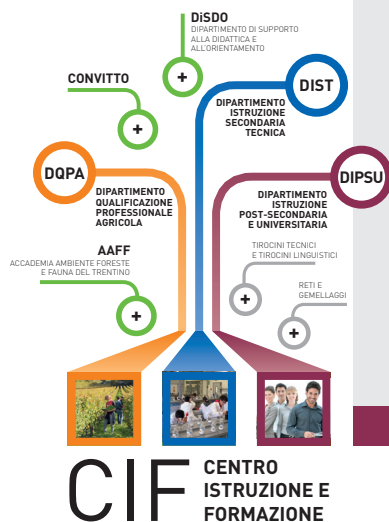 DiSDO
DIPARTIMENTO DI SUPPORTO
ALLA DIDATTICA E
ALL'ORIENTAMENTO
CONVITTO
+
+
DIST
DIPARTIMENTO
ISTRUZIONE
SECONDARIA
TECNICA
DQPA
DIPARTIMENTO
QUALIFICAZIONE
PROFESSIONALE
AGRICOLA
DIPSU
DIPARTIMENTO
ISTRUZIONE
POST-SECONDARIA
E UNIVERSITARIA
AAFF
ACCADEMIA AMBIENTE FORESTE
E FAUNA DEL TRENTINO
+
TIROCINI TECNICI
E TIROCINI LINGUISTICI
+
RETI E
GEMELLAGGI
+
CIF
CENTRO
ISTRUZIONE E
FORMAZIONE